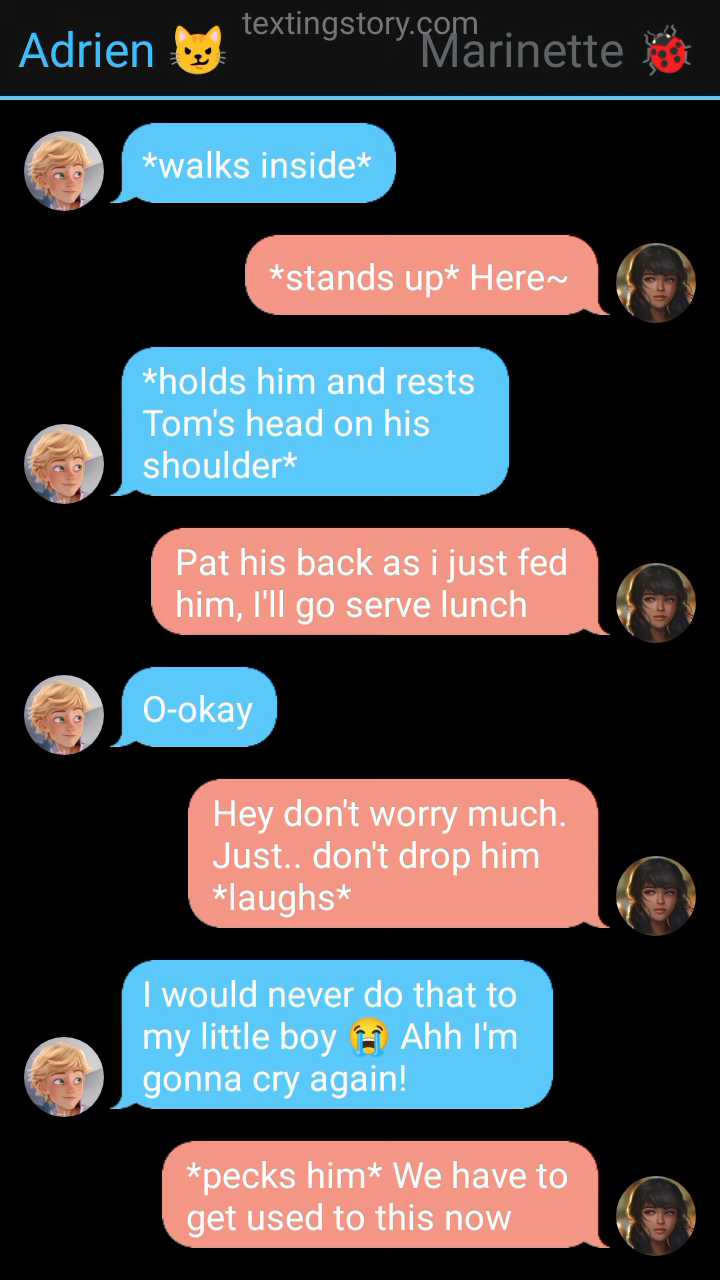 textingstory.com
Adrien 😼 Marinette 🐞
*walks inside*
*stands up* Here~
*holds him and rests
Tom's head on his
shoulder*
Pat his back as i just fed
him, I'll go serve lunch
O-okay
Hey don't worry much.
Just.. don't drop him
*laughs*
I would never do that to
my little boy 😭 Ahh I'm
gonna cry again!
*pecks him* We have to
get used to this now